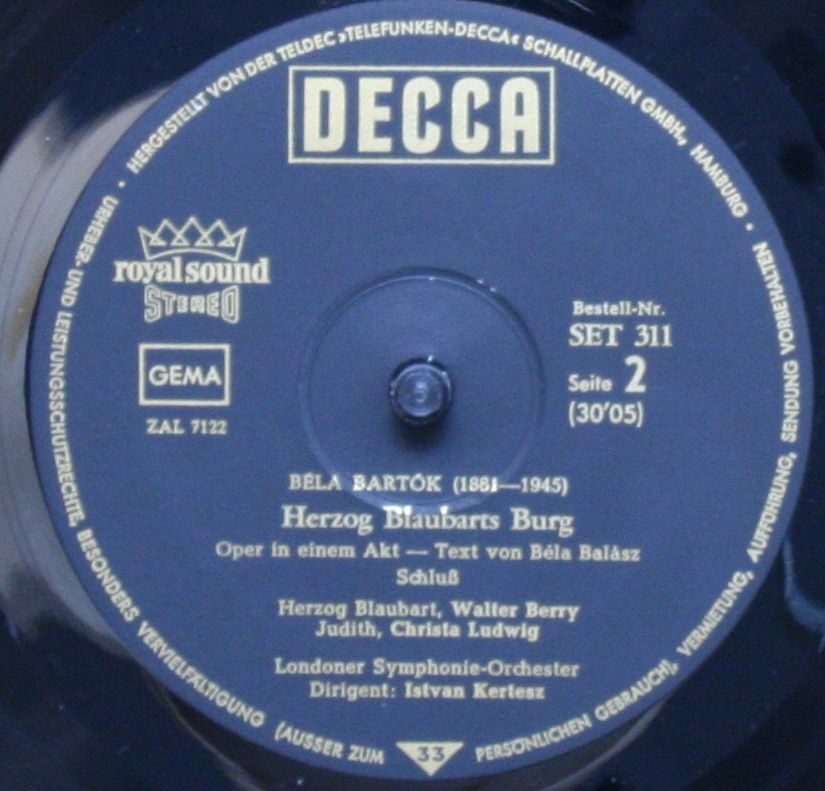 HERGESTELLT VON DER TELDEC »TELEFUNKEN-DECCA« SCHALLPLATTEN GMBH., HAMBURG •
DECCA
royal sound
STEREO
GEMA
ZAL 7122
Bestell-Nr.
SET 311
Seite 2
(30'05)
BÉLA BARTÓK (1881—1945)
Herzog Blaubarts Burg
Oper in einem Akt — Text von Béla Balász
Schluß
Herzog Blaubart, Walter Berry
Judith, Christa Ludwig
Londoner Symphonie-Orchester
Dirigent: Istvan Kertesz
33
URHEBER- UND LEISTUNGSSCHUTZRECHTE, BESONDERS VERVIELFÄLTIGUNG (AUSSER ZUM PERSÖNLICHEN GEBRAUCH), VERMIETUNG, AUFFÜHRUNG, SENDUNG VORBEHALTEN